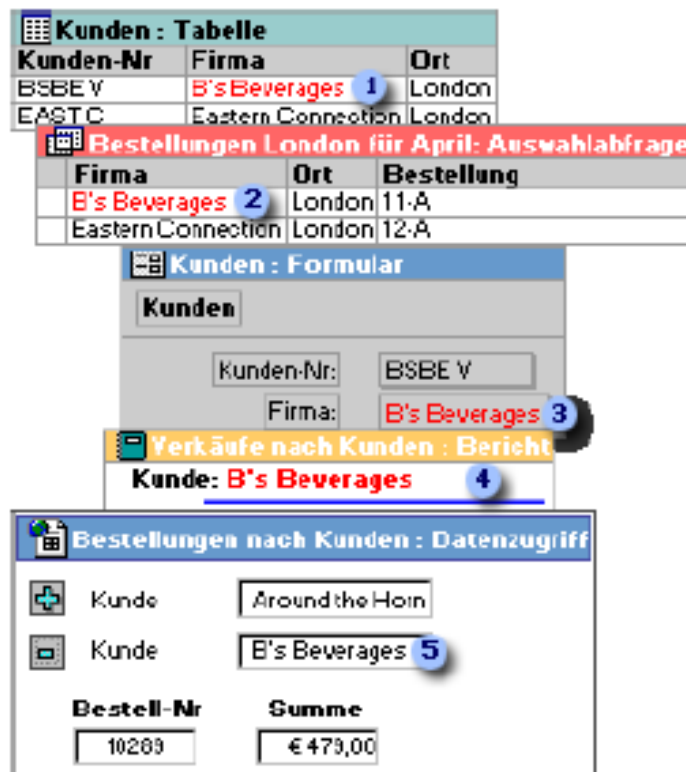 Kunden : Tabelle
Kunden-Nr Firma Ort
BSBEV B's Beverages 1 London
EASTC Eastern Connection London
Bestellungen London für April: Auswahlabfrage
Firma Ort Bestellung
B's Beverages 2 London 11-A
Eastern Connection London 12-A
Kunden : Formular
Kunden
Kunden-Nr: BSBEV
Firma: B's Beverages 3
Verkäufe nach Kunden : Bericht
Kunde: B's Beverages 4
Bestellungen nach Kunden : Datenzugriff
Kunde Around the Horn
Kunde B's Beverages 5
Bestell-Nr Summe
10289 €479,00